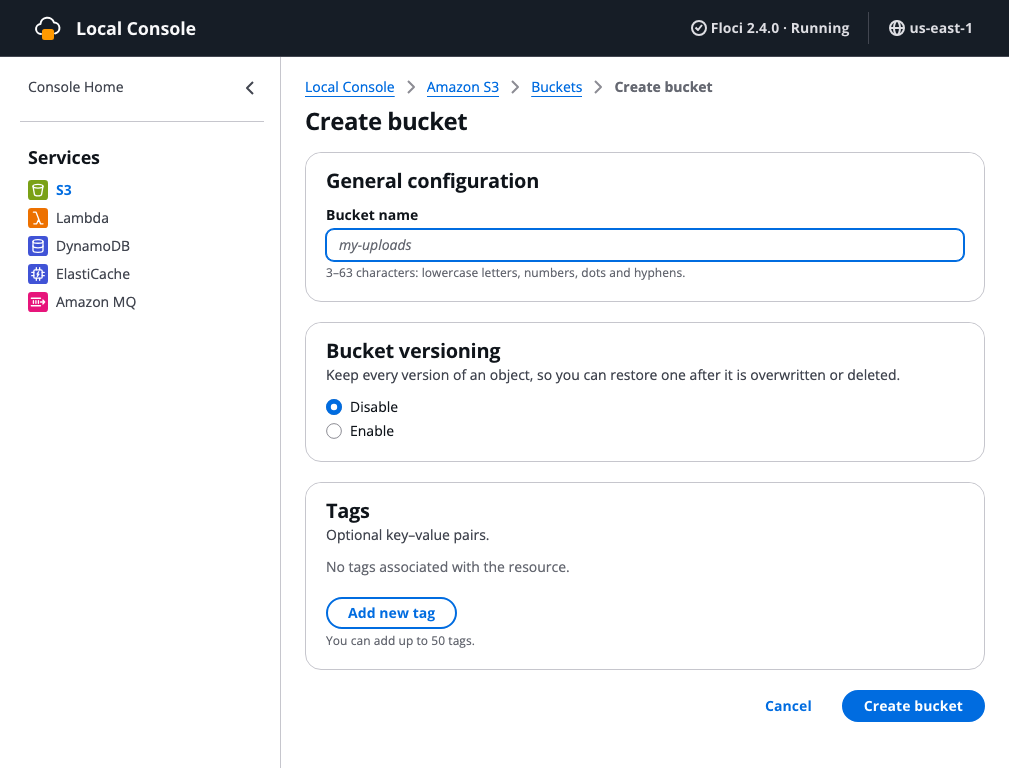 Local Console
Floci 2.4.0 · Running
us-east-1
Console Home
Services
S3
Lambda
DynamoDB
ElastiCache
Amazon MQ
Local Console > Amazon S3 > Buckets > Create bucket
Create bucket
General configuration
Bucket name
my-uploads
3–63 characters: lowercase letters, numbers, dots and hyphens.
Bucket versioning
Keep every version of an object, so you can restore one after it is overwritten or deleted.
Disable
Enable
Tags
Optional key–value pairs.
No tags associated with the resource.
Add new tag
You can add up to 50 tags.
Cancel
Create bucket